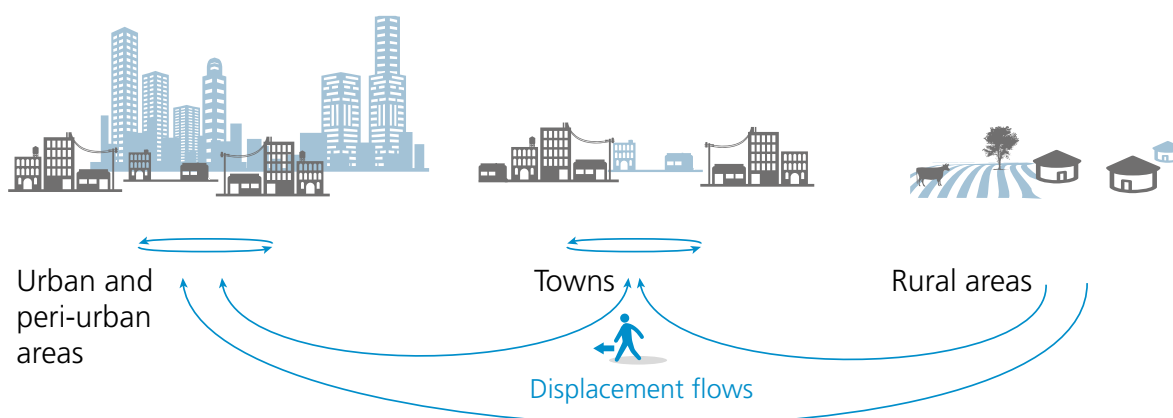 Urban and
peri-urban
areas
Towns
Rural areas
Displacement flows